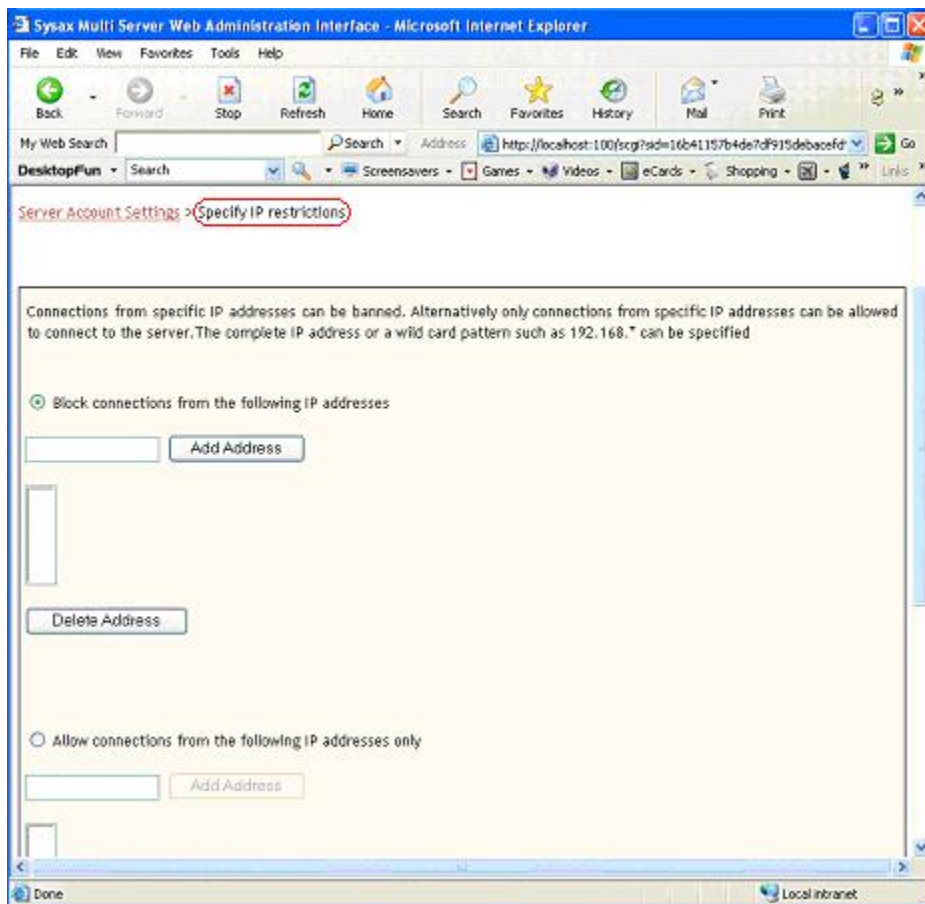 Sysax Multi Server Web Administration Interface - Microsoft Internet Explorer
File Edit View Favorites Tools Help
Back Forward Stop Refresh Home Search Favorites History Mail Print »
My Web Search Search Address http://localhost:100/scgi?sid=16b41157b4de7df915debacefd Go
DesktopFun Search Screensavers Games Videos eCards Shopping » Links »
Server Account Settings > Specify IP restrictions
Connections from specific IP addresses can be banned. Alternatively only connections from specific IP addresses can be allowed
to connect to the server.The complete IP address or a wild card pattern such as 192.168.* can be specified
Block connections from the following IP addresses
Add Address
Delete Address
Allow connections from the following IP addresses only
Add Address
Done Local intranet